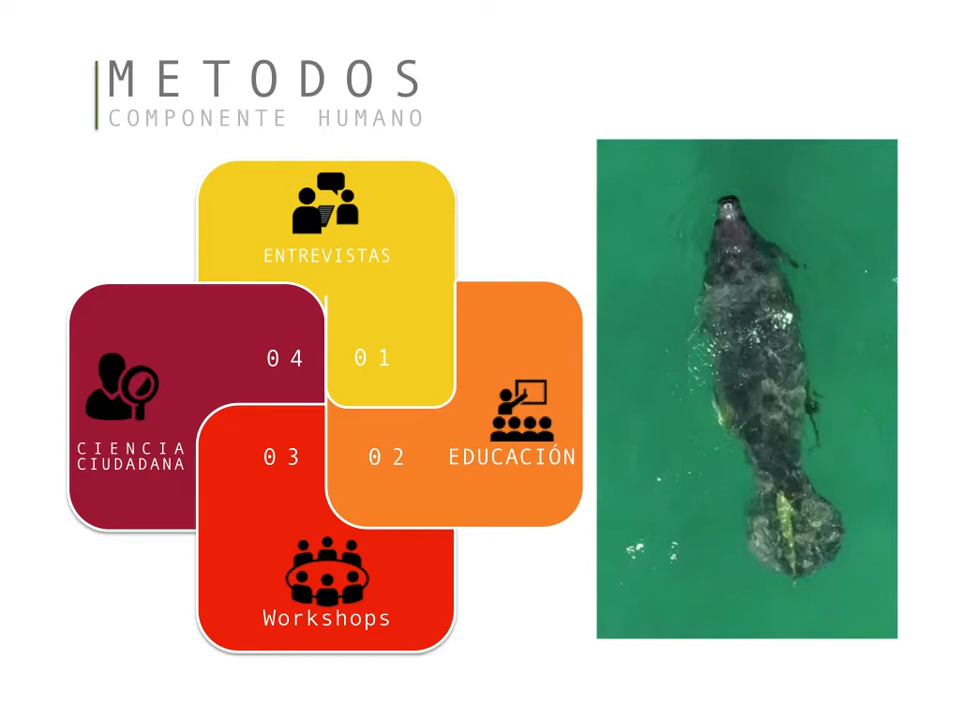 METODOS
COMPONENTE HUMANO
ENTREVISTAS
04
01
CIENCIA
CIUDADANA
03
02
EDUCACIÓN
Workshops